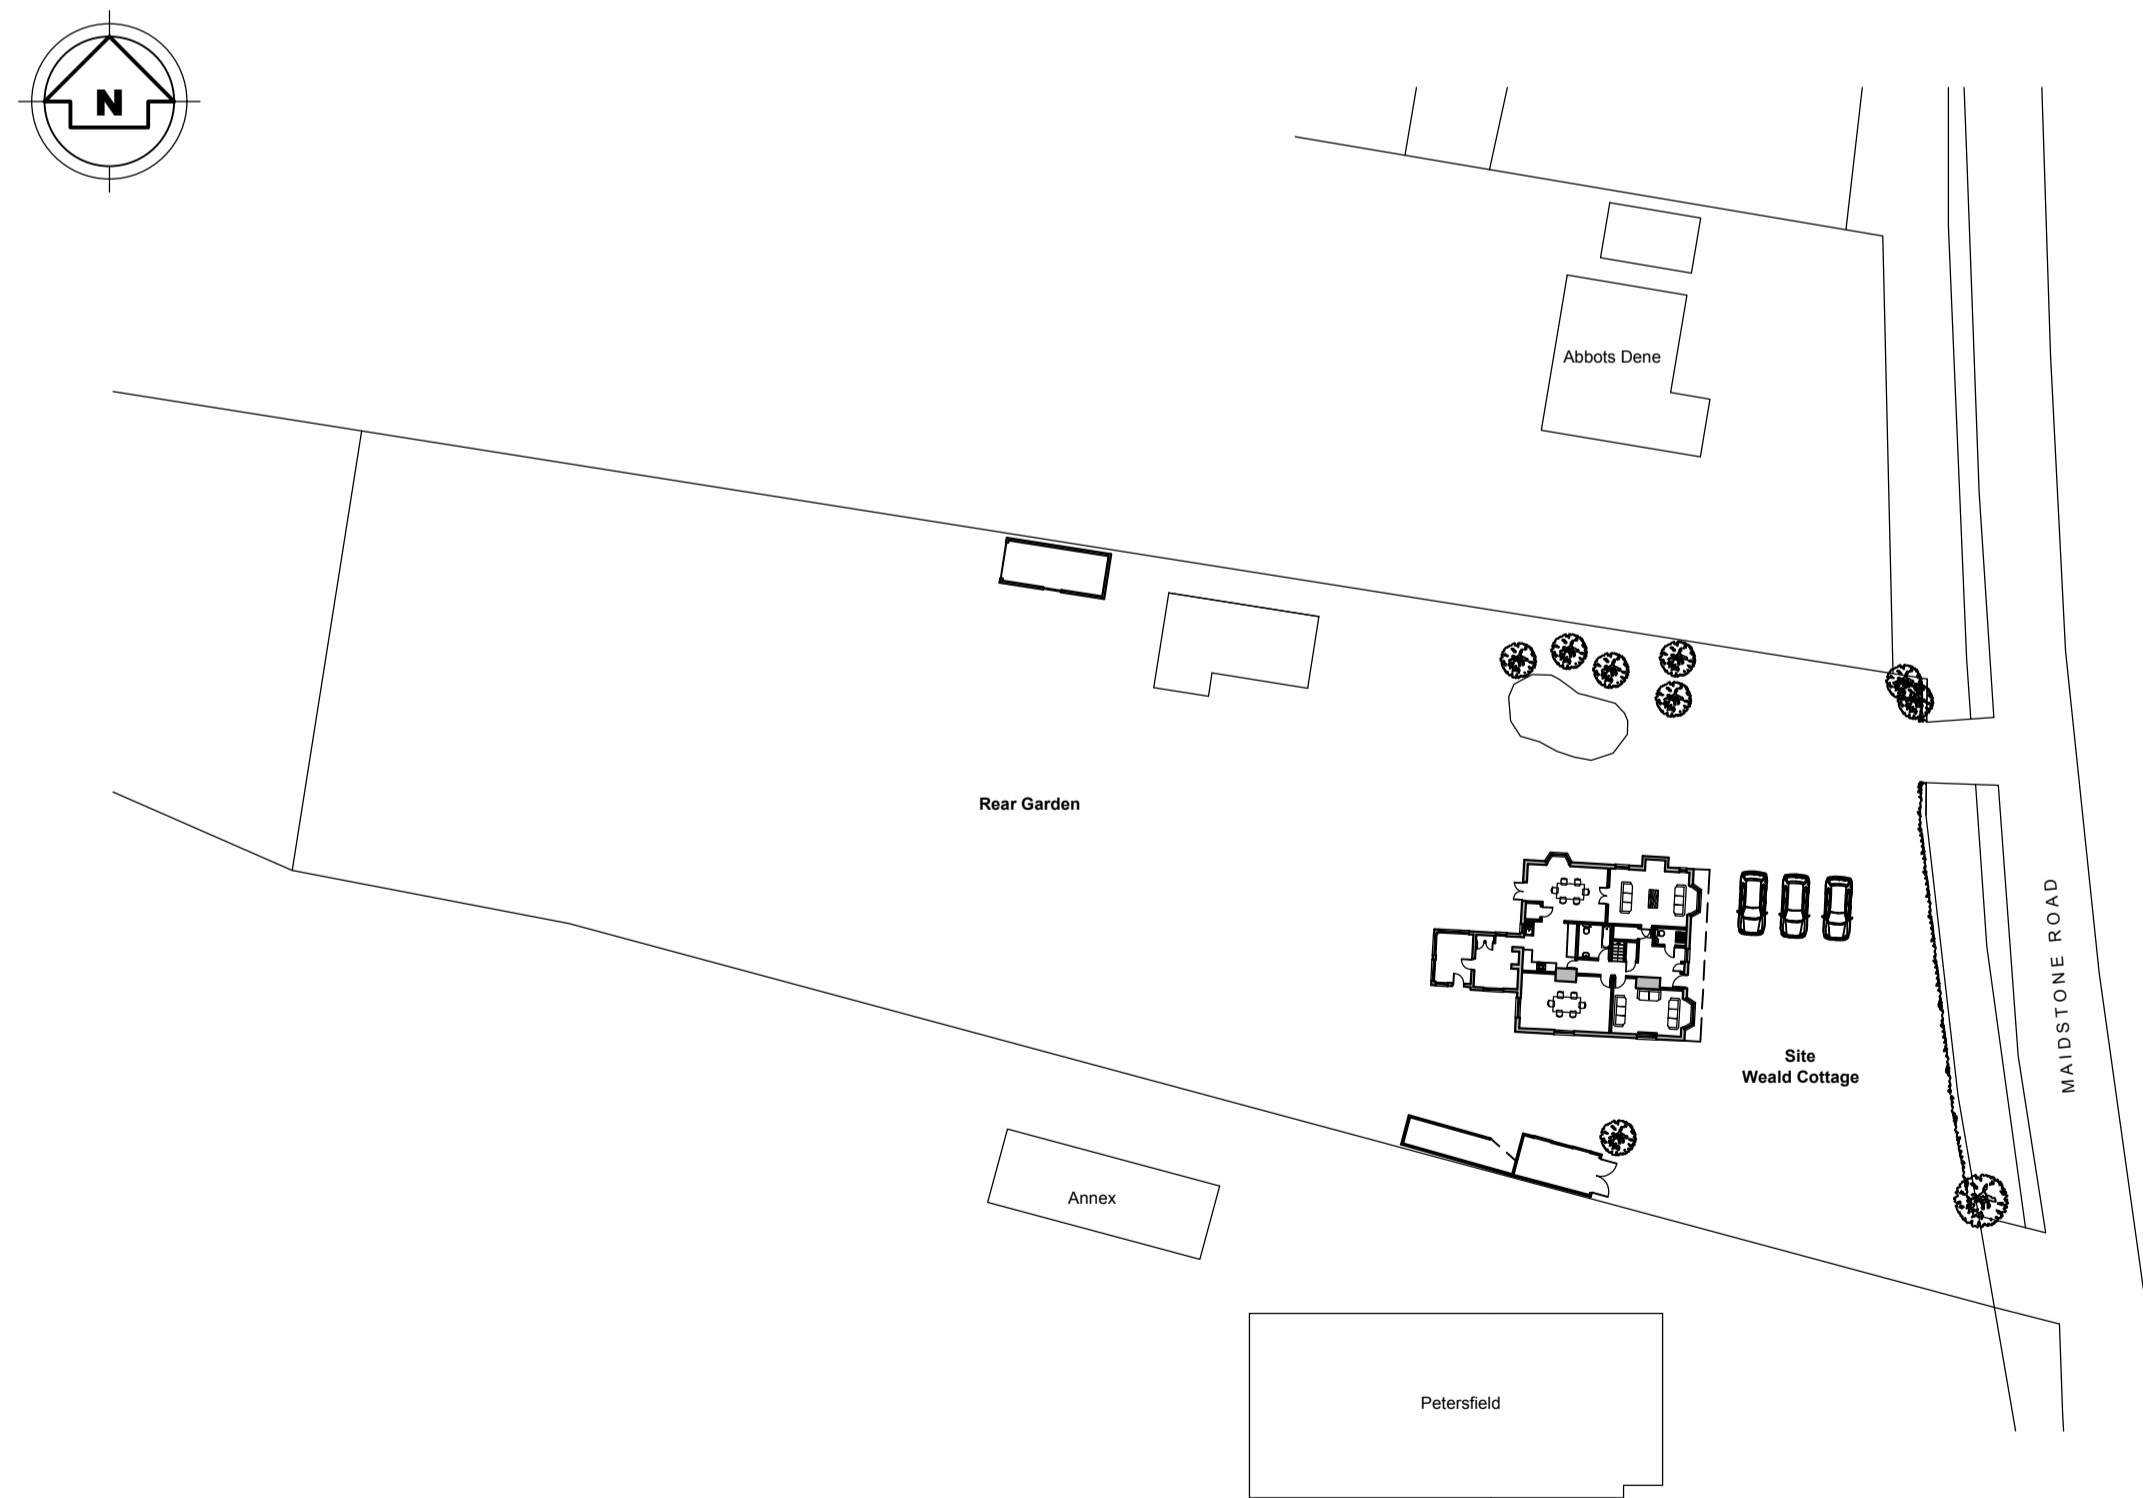 N
Abbots Dene
Rear Garden
MAIDSTONE ROAD
Site
Weald Cottage
Annex
Petersfield